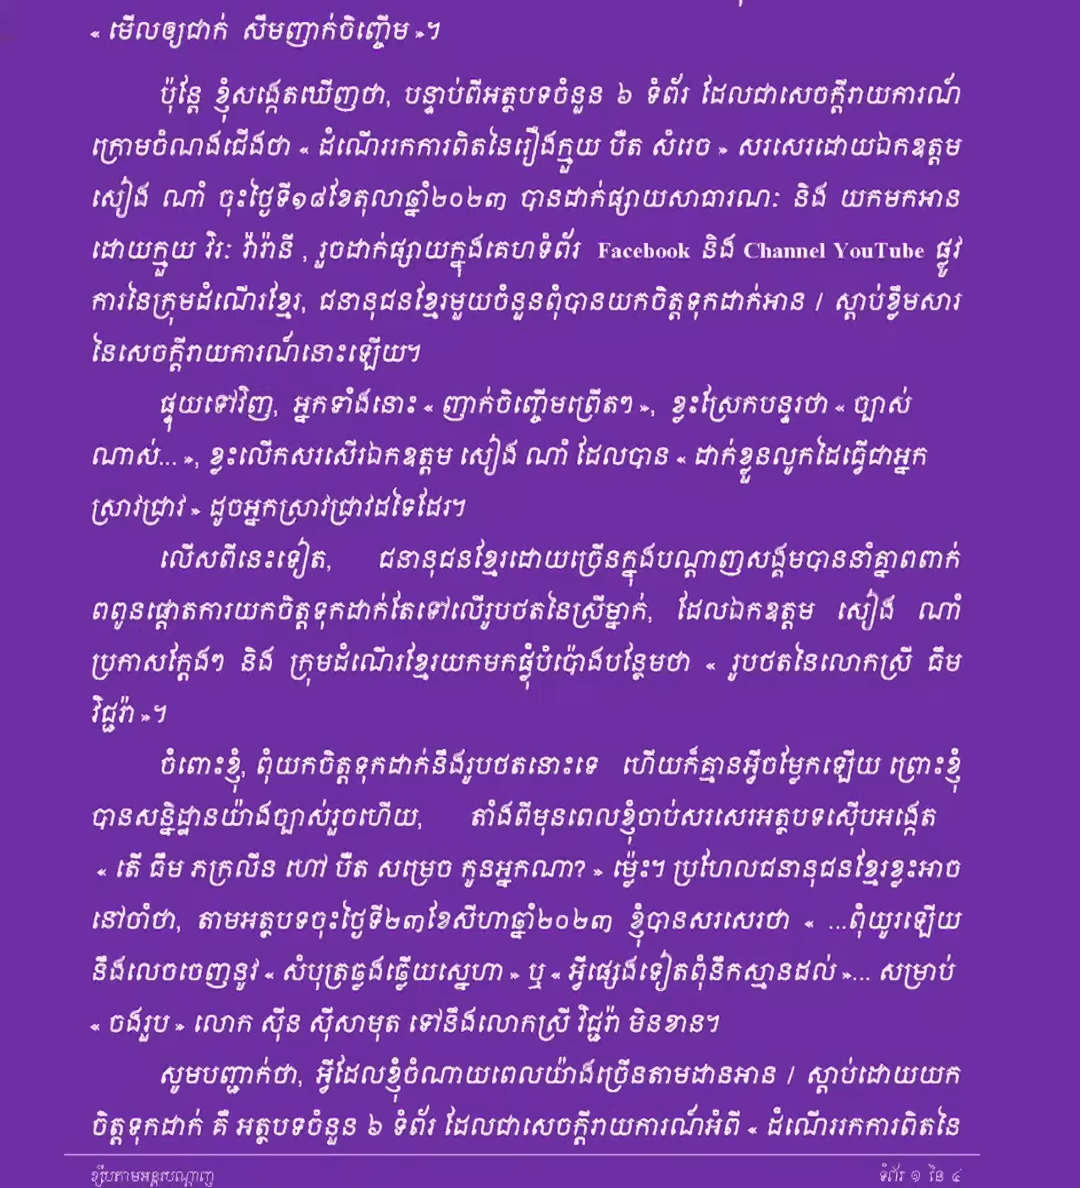 « មើលឲ្យជាក់ សឹមញាក់ចិញ្ចើម »។
ប៉ុន្តែ ខ្ញុំសង្កេតឃើញថា, បន្ទាប់ពីអត្ថបទចំនួន ៦ ទំព័រ ដែលជាសេចក្តីរាយការណ៍
ក្រោមចំណងជើងថា « ដំណើររកការពិតនៃរឿងក្មួយ បឺត សំរេច » សរសេរដោយឯកឧត្តម
សៀង ណាំ ចុះថ្ងៃទី១៨ខែតុលាឆ្នាំ២០២៣ បានដាក់ផ្សាយសាធារណៈ និង យកមកអាន
ដោយក្មួយ វិរៈ វ៉ារ៉ានី , រួចដាក់ផ្សាយក្នុងគេហទំព័រ Facebook និង Channel YouTube ផ្លូវ
ការនៃក្រុមដំណើរខ្មែរ, ជនានុជនខ្មែរមួយចំនួនពុំបានយកចិត្តទុកដាក់អាន / ស្តាប់ខ្លឹមសារ
នៃសេចក្តីរាយការណ៍នោះឡើយ។
ផ្ទុយទៅវិញ, អ្នកទាំងនោះ « ញាក់ចិញ្ចើមព្រើតៗ », ខ្លះស្រែកបន្ទរថា « ច្បាស់
ណាស់... », ខ្លះលើកសរសើរឯកឧត្តម សៀង ណាំ ដែលបាន « ដាក់ខ្លួនលូកដៃធ្វើជាអ្នក
ស្រាវជ្រាវ » ដូចអ្នកស្រាវជ្រាវដទៃដែរ។
លើសពីនេះទៀត, ជនានុជនខ្មែរដោយច្រើនក្នុងបណ្តាញសង្គមបាននាំគ្នាពពាក់
ពពូនផ្តោតការយកចិត្តទុកដាក់តែទៅលើរូបថតនៃស្រីម្នាក់, ដែលឯកឧត្តម សៀង ណាំ
ប្រកាសក្តែងៗ និង ក្រុមដំណើរខ្មែរយកមកផ្លុំបំប៉ោងបន្ថែមថា « រូបថតនៃលោកស្រី ធឹម
វិជ្ជរ៉ា »។
ចំពោះខ្ញុំ, ពុំយកចិត្តទុកដាក់នឹងរូបថតនោះទេ ហើយក៏គ្មានអ្វីចម្លែកឡើយ ព្រោះខ្ញុំ
បានសន្និដ្ឋានយ៉ាងច្បាស់រួចហើយ, តាំងពីមុនពេលខ្ញុំចាប់សរសេរអត្ថបទស៊ើបអង្កេត
« តើ ធឹម ភក្រលីន ហៅ បឺត សម្រេច កូនអ្នកណា? » ម៉្លេះ។ ប្រហែលជនានុជនខ្មែរខ្លះអាច
នៅចាំថា, តាមអត្ថបទចុះថ្ងៃទី២៣ខែសីហាឆ្នាំ២០២៣ ខ្ញុំបានសរសេរថា « ...ពុំយូរឡើយ
នឹងលេចចេញនូវ « សំបុត្រឆ្លងឆ្លើយស្នេហា » ឬ « អ្វីផ្សេងទៀតពុំនឹកស្មានដល់ »... សម្រាប់
« ចងរួប » លោក ស៊ីន ស៊ីសាមុត ទៅនឹងលោកស្រី វិជ្ជរ៉ា មិនខាន។
សូមបញ្ជាក់ថា, អ្វីដែលខ្ញុំចំណាយពេលយ៉ាងច្រើនតាមដានអាន / ស្តាប់ដោយយក
ចិត្តទុកដាក់ គឺ អត្ថបទចំនួន ៦ ទំព័រ ដែលជាសេចក្តីរាយការណ៍អំពី « ដំណើររកការពិតនៃ
ខ្សឹបតាមអន្តរបណ្តាញ
ទំព័រ ១ នៃ ៤